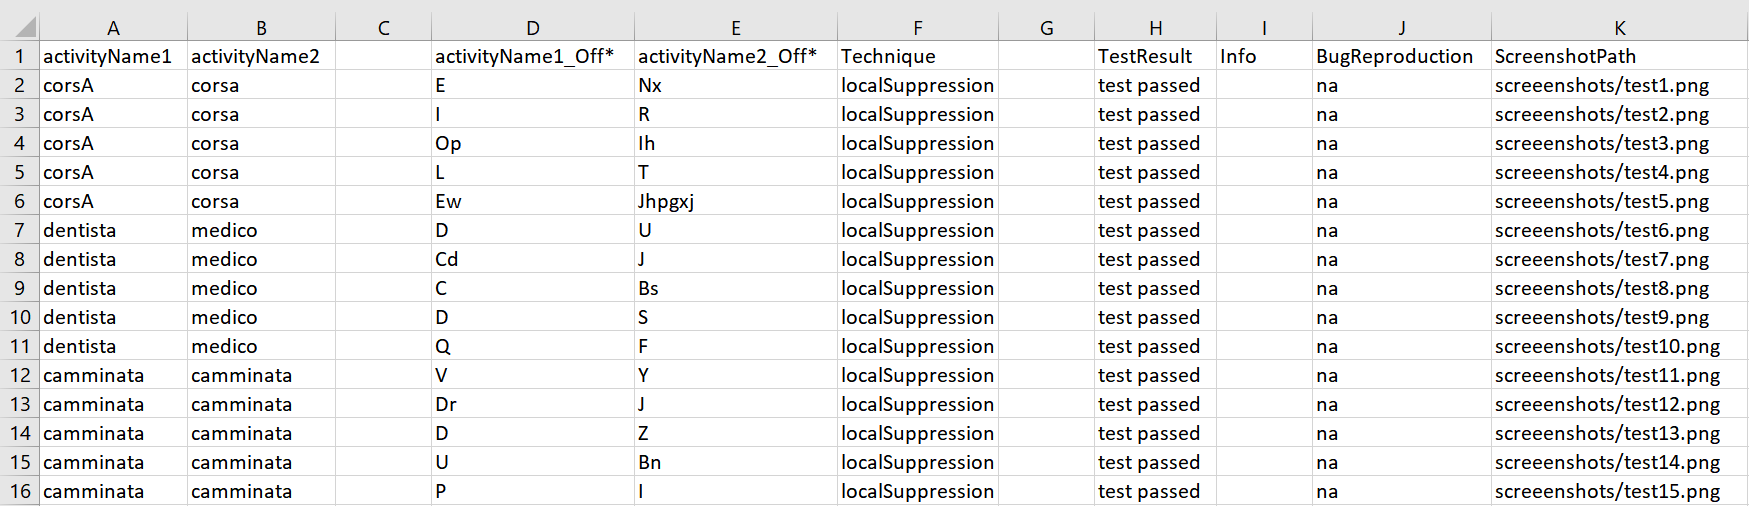 A B C D E F G H I J K
1 activityName1 activityName2 activityName1_Off* activityName2_Off* Technique TestResult Info BugReproduction ScreenshotPath
2 corsA corsa E Nx localSuppression test passed na screeenshots/test1.png
3 corsA corsa I R localSuppression test passed na screeenshots/test2.png
4 corsA corsa Op Ih localSuppression test passed na screeenshots/test3.png
5 corsA corsa L T localSuppression test passed na screeenshots/test4.png
6 corsA corsa Ew Jhpgxj localSuppression test passed na screeenshots/test5.png
7 dentista medico D U localSuppression test passed na screeenshots/test6.png
8 dentista medico Cd J localSuppression test passed na screeenshots/test7.png
9 dentista medico C Bs localSuppression test passed na screeenshots/test8.png
10 dentista medico D S localSuppression test passed na screeenshots/test9.png
11 dentista medico Q F localSuppression test passed na screeenshots/test10.png
12 camminata camminata V Y localSuppression test passed na screeenshots/test11.png
13 camminata camminata Dr J localSuppression test passed na screeenshots/test12.png
14 camminata camminata D Z localSuppression test passed na screeenshots/test13.png
15 camminata camminata U Bn localSuppression test passed na screeenshots/test14.png
16 camminata camminata P I localSuppression test passed na screeenshots/test15.png